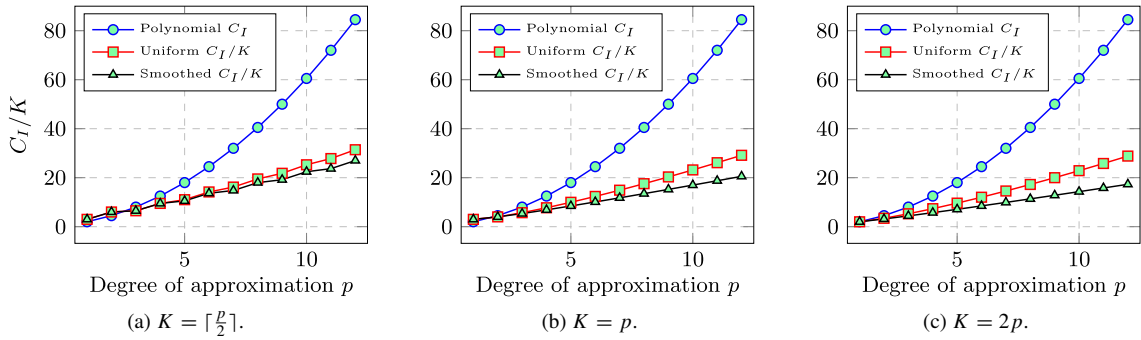 C_I/K
80
60
40
20
0
Polynomial C_I
Uniform C_I/K
Smoothed C_I/K
5
10
Degree of approximation p
(a) K = ⌈p/2⌉.
80
60
40
20
0
Polynomial C_I
Uniform C_I/K
Smoothed C_I/K
5
10
Degree of approximation p
(b) K = p.
80
60
40
20
0
Polynomial C_I
Uniform C_I/K
Smoothed C_I/K
5
10
Degree of approximation p
(c) K = 2p.